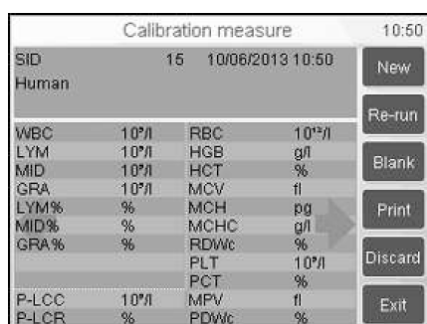 Calibration measure 10:50
SID 15 10/06/2013 10:50
Human
New
Re-run
Blank
Print
Discard
Exit
WBC 10⁹/l RBC 10¹²/l
LYM 10⁹/l HGB g/l
MID 10⁹/l HCT %
GRA 10⁹/l MCV fl
LYM% % MCH pg
MID% % MCHC g/l
GRA% % RDWc %
PLT 10⁹/l
PCT %
P-LCC 10⁹/l MPV fl
P-LCR % PDWc %